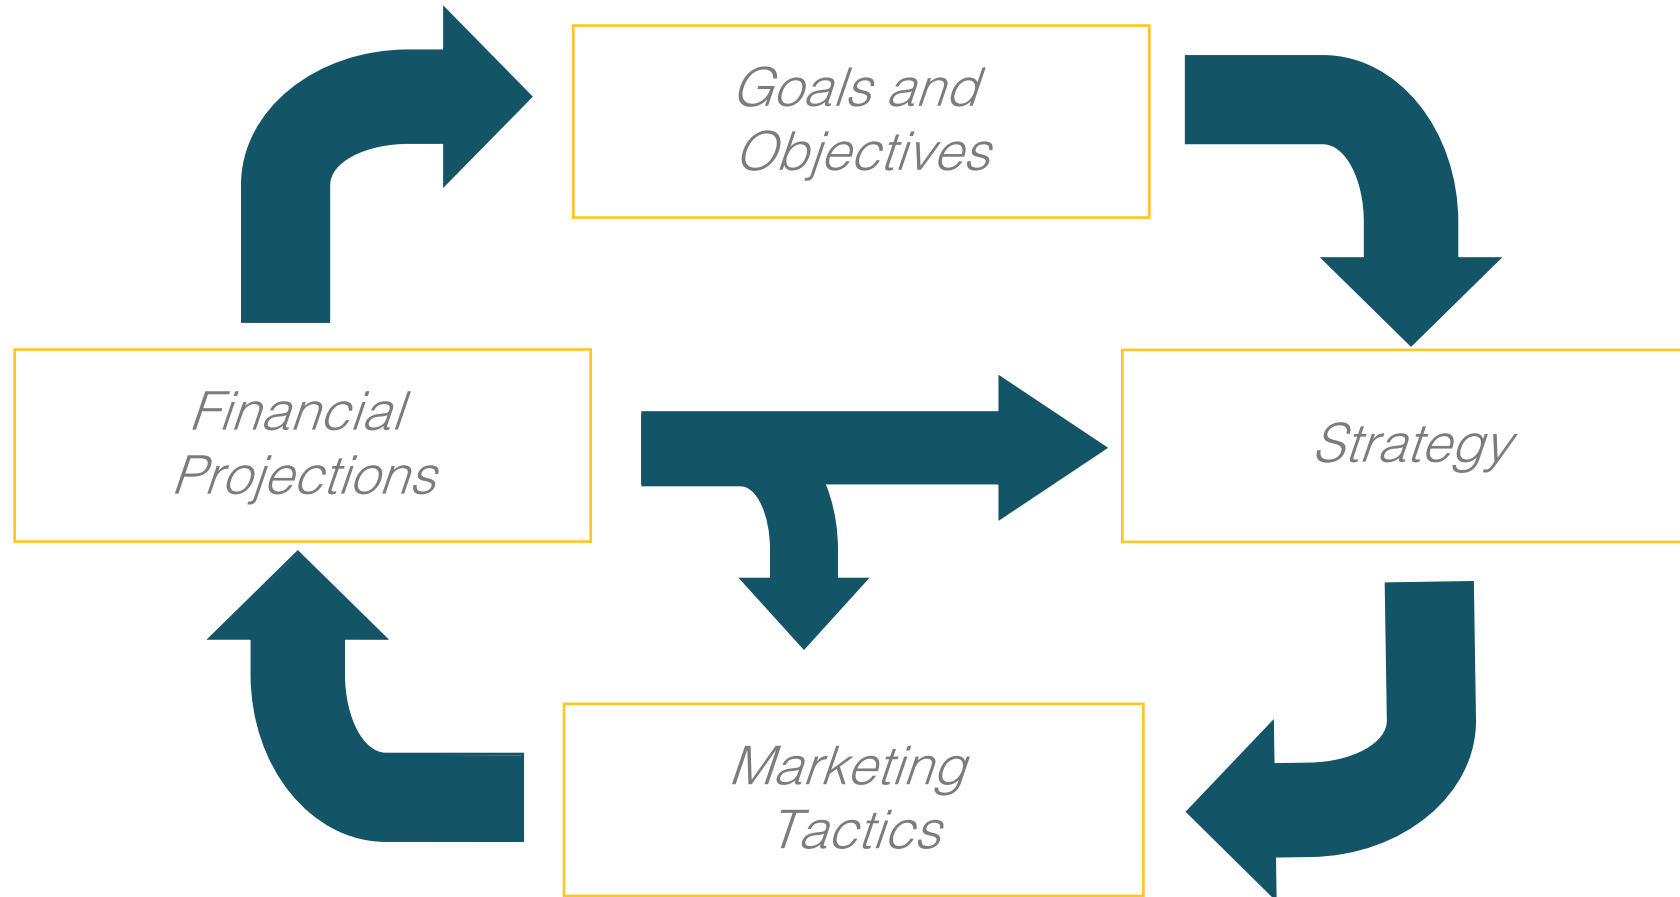 Goals and
Objectives
Financial
Projections
Strategy
Marketing
Tactics